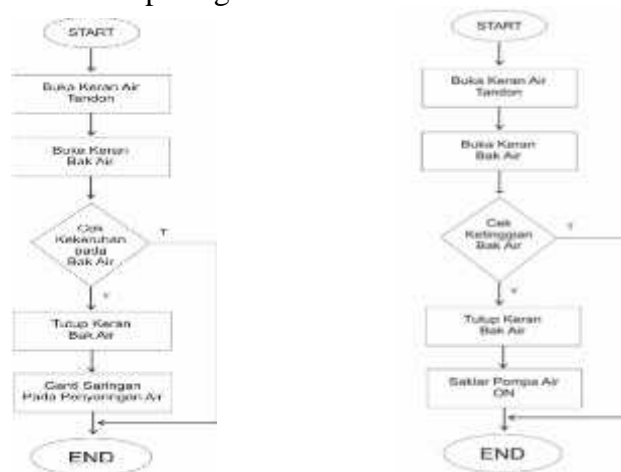 START
Buka Keran Air
Tandon
Buka Keran
Bak Air
Cek
Kekeruhan
pada
Bak Air
T
Y
Tutup Keran
Bak Air
Ganti Saringan
Pada Penyaringan Air
END
START
Buka Keran Air
Tandon
Buka Keran
Bak Air
Cek
Ketinggian
Bak Air
T
Y
Tutup Keran
Bak Air
Saklar Pompa Air
ON
END